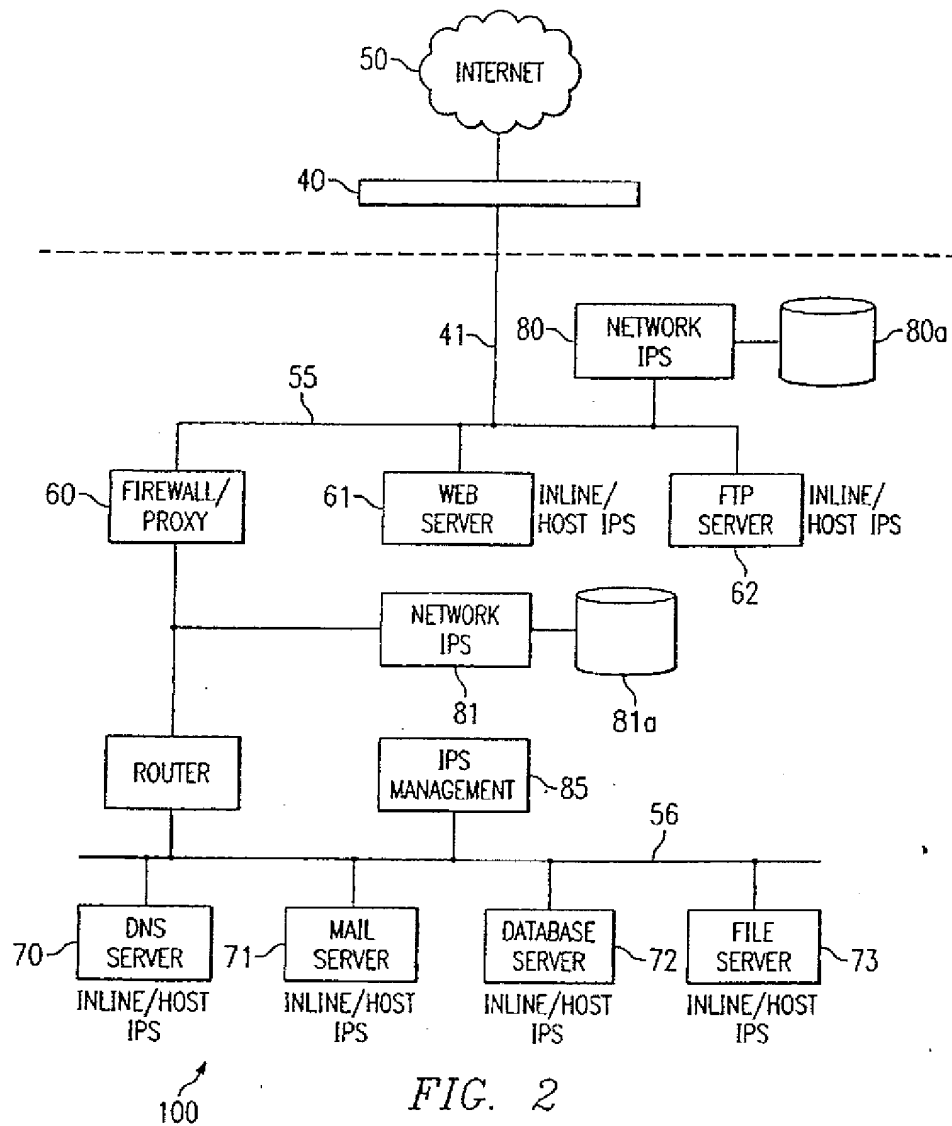 50
INTERNET
40
41
80
NETWORK
IPS
80a
55
60
FIREWALL/
PROXY
61
WEB
SERVER
INLINE/
HOST IPS
FTP
SERVER
INLINE/
HOST IPS
62
NETWORK
IPS
81
81a
ROUTER
IPS
MANAGEMENT
85
56
70
DNS
SERVER
INLINE/HOST
IPS
71
MAIL
SERVER
INLINE/HOST
IPS
DATABASE
SERVER
72
INLINE/HOST
IPS
FILE
SERVER
73
INLINE/HOST
IPS
100
FIG. 2